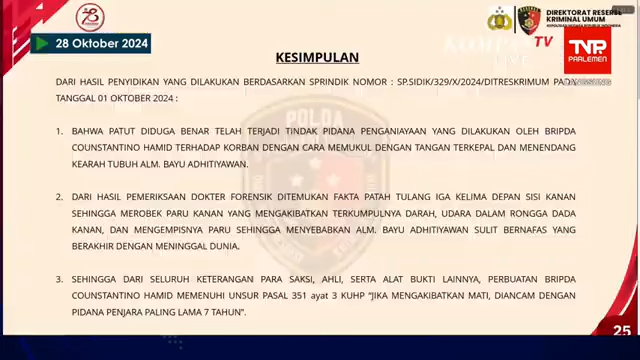 28 Oktober 2024
DIREKTORAT RESERSE
KRIMINAL UMUM
TV
LIVE
TVR
PARLEMEN
KESIMPULAN
DARI HASIL PENYIDIKAN YANG DILAKUKAN BERDASARKAN SPRINDIK NOMOR : SP.SIDIK/329/X/2024/DITRESKRIMUM PADA
TANGGAL 01 OKTOBER 2024 :
1. BAHWA PATUT DIDUGA BENAR TELAH TERJADI TINDAK PIDANA PENGANIAYAAN YANG DILAKUKAN OLEH BRIPDA
COUNSTANTINO HAMID TERHADAP KORBAN DENGAN CARA MEMUKUL DENGAN TANGAN TERKEPAL DAN MENENDANG
KEARAH TUBUH ALM. BAYU ADHITIYAWAN.
2. DARI HASIL PEMERIKSAAN DOKTER FORENSIK DITEMUKAN FAKTA PATAH TULANG IGA KELIMA DEPAN SISI KANAN
SEHINGGA MEROBEK PARU KANAN YANG MENGAKIBATKAN TERKUMPULNYA DARAH, UDARA DALAM RONGGA DADA
KANAN, DAN MENGEMPISNYA PARU SEHINGGA MENYEBABKAN ALM. BAYU ADHITIYAWAN SULIT BERNAFAS YANG
BERAKHIR DENGAN MENINGGAL DUNIA.
3. SEHINGGA DARI SELURUH KETERANGAN PARA SAKSI, AHLI, SERTA ALAT BUKTI LAINNYA, PERBUATAN BRIPDA
COUNSTANTINO HAMID MEMENUHI UNSUR PASAL 351 ayat 3 KUHP "JIKA MENGAKIBATKAN MATI, DIANCAM DENGAN
PIDANA PENJARA PALING LAMA 7 TAHUN".
25